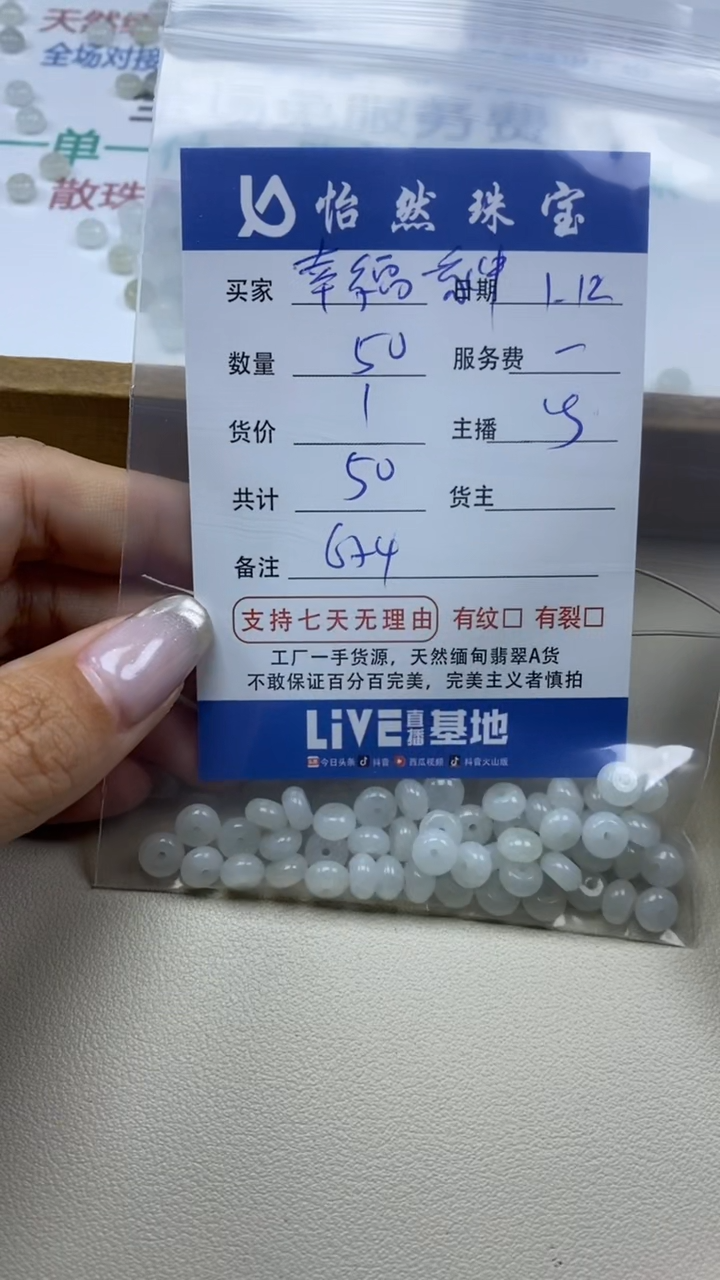 天然
全场对接
服务费
一单一
散珠
怡然珠宝
买家 幸福 日期 1.12
数量 50 服务费 一
货价 1 主播
共计 50 货主
备注 674
支持七天无理由 有纹□ 有裂□
工厂一手货源，天然缅甸翡翠A货
不敢保证百分百完美，完美主义者慎拍
LiVE直播基地
今日头条 抖音 西瓜视频 抖音火山版